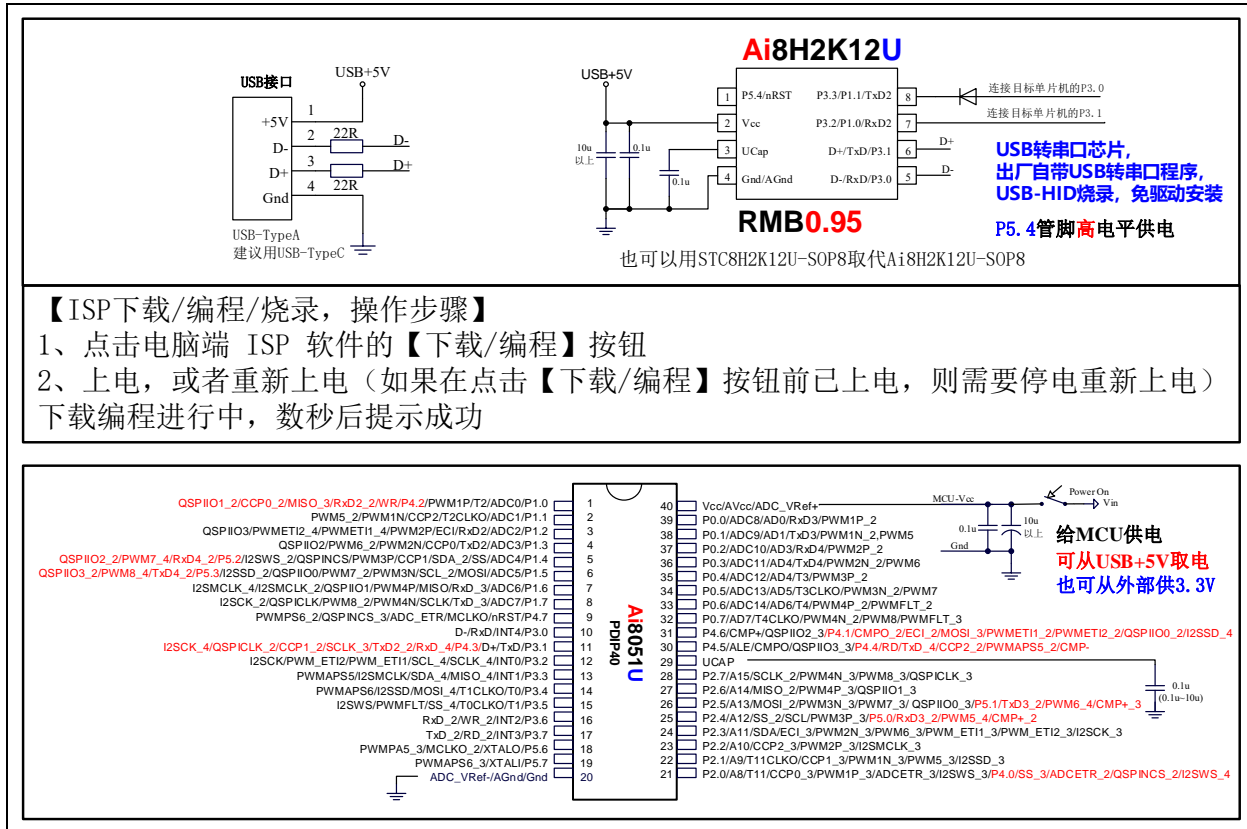 USB接口
USB+5V
+5V
1
D-
2
22R
D-
D+
3
22R
D+
Gnd
4
USB-TypeA
建议用USB-TypeC
Ai8H2K12U
USB+5V
10u
以上
0.1u
0.1u
1
P5.4/nRST
2
Vcc
3
UCap
4
Gnd/AGnd
P3.3/P1.1/TxD2
8
连接目标单片机的P3.0
P3.2/P1.0/RxD2
7
连接目标单片机的P3.1
D+/TxD/P3.1
6
D+
D-/RxD/P3.0
5
D-
RMB0.95
USB转串口芯片，
出厂自带USB转串口程序，
USB-HID烧录，免驱动安装
P5.4管脚高电平供电
也可以用STC8H2K12U-SOP8取代Ai8H2K12U-SOP8
【ISP下载/编程/烧录，操作步骤】
1、点击电脑端 ISP 软件的【下载/编程】按钮
2、上电，或者重新上电（如果在点击【下载/编程】按钮前已上电，则需要停电重新上电）
下载编程进行中，数秒后提示成功
QSPIIO1_2/CCP0_2/MISO_3/RxD2_2/WR/P4.2/PWM1P/T2/ADC0/P1.0 1
PWM5_2/PWM1N/CCP2/T2CLKO/ADC1/P1.1 2
QSPIIO3/PWMETI2_4/PWMETI1_4/PWM2P/ECI/RxD2/ADC2/P1.2 3
QSPIIO2/PWM6_2/PWM2N/CCP0/TxD2/ADC3/P1.3 4
QSPIIO2_2/PWM7_4/RxD4_2/P5.2/I2SWS_2/QSPINCS/PWM3P/CCP1/SDA_2/SS/ADC4/P1.4 5
QSPIIO3_2/PWM8_4/TxD4_2/P5.3/I2SSD_2/QSPIIO0/PWM7_2/PWM3N/SCL_2/MOSI/ADC5/P1.5 6
I2SMCLK_4/I2SMCLK_2/QSPIIO1/PWM4P/MISO/RxD_3/ADC6/P1.6 7
I2SCK_2/QSPICLK/PWM8_2/PWM4N/SCLK/TxD_3/ADC7/P1.7 8
PWMPS6_2/QSPINCS_3/ADC_ETR/MCLKO/nRST/P4.7 9
D-/RxD/INT4/P3.0 10
I2SCK_4/QSPICLK_2/CCP1_2/SCLK_3/TxD2_2/RxD_4/P4.3/D+/TxD/P3.1 11
I2SCK/PWM_ETI2/PWM_ETI1/SCL_4/SCLK_4/INT0/P3.2 12
PWMAPS5/I2SMCLK/SDA_4/MISO_4/INT1/P3.3 13
PWMAPS6/I2SSD/MOSI_4/T1CLKO/T0/P3.4 14
I2SWS/PWMFLT/SS_4/T0CLKO/T1/P3.5 15
RxD_2/WR_2/INT2/P3.6 16
TxD_2/RD_2/INT3/P3.7 17
PWMPA5_3/MCLKO_2/XTALO/P5.6 18
PWMAPS6_3/XTALI/P5.7 19
ADC_VRef-/AGnd/Gnd 20
Ai8051U
PDIP40
40 Vcc/AVcc/ADC_VRef+
39 P0.0/ADC8/AD0/RxD3/PWM1P_2
38 P0.1/ADC9/AD1/TxD3/PWM1N_2,PWM5
37 P0.2/ADC10/AD3/RxD4/PWM2P_2
36 P0.3/ADC11/AD4/TxD4/PWM2N_2/PWM6
35 P0.4/ADC12/AD4/T3/PWM3P_2
34 P0.5/ADC13/AD5/T3CLKO/PWM3N_2/PWM7
33 P0.6/ADC14/AD6/T4/PWM4P_2/PWMFLT_2
32 P0.7/AD7/T4CLKO/PWM4N_2/PWM8/PWMFLT_3
31 P4.6/CMP+/QSPIIO2_3/P4.1/CMPO_2/ECI_2/MOSI_3/PWMETI1_2/PWMETI2_2/QSPIIO0_2/I2SSD_4
30 P4.5/ALE/CMPO/QSPIIO3_3/P4.4/RD/TxD_4/CCP2_2/PWMAPS5_2/CMP-
29 UCAP
28 P2.7/A15/SCLK_2/PWM4N_3/PWM8_3/QSPICLK_3
27 P2.6/A14/MISO_2/PWM4P_3/QSPIIO1_3
26 P2.5/A13/MOSI_2/PWM3N_3/PWM7_3/ QSPIIO0_3/P5.1/TxD3_2/PWM6_4/CMP+_3
25 P2.4/A12/SS_2/SCL/PWM3P_3/P5.0/RxD3_2/PWM5_4/CMP+_2
24 P2.3/A11/SDA/ECI_3/PWM2N_3/PWM6_3/PWM_ETI1_3/PWM_ETI2_3/I2SCK_3
23 P2.2/A10/CCP2_3/PWM2P_3/I2SMCLK_3
22 P2.1/A9/T11CLKO/CCP1_3/PWM1N_3/PWM5_3/I2SSD_3
21 P2.0/A8/T11/CCP0_3/PWM1P_3/ADCETR_3/I2SWS_3/P4.0/SS_3/ADCETR_2/QSPINCS_2/I2SWS_4
MCU-Vcc
Power On
Vin
0.1u
10u
以上
Gnd
给MCU供电
可从USB+5V取电
也可从外部供3.3V
0.1u
(0.1u~10u)